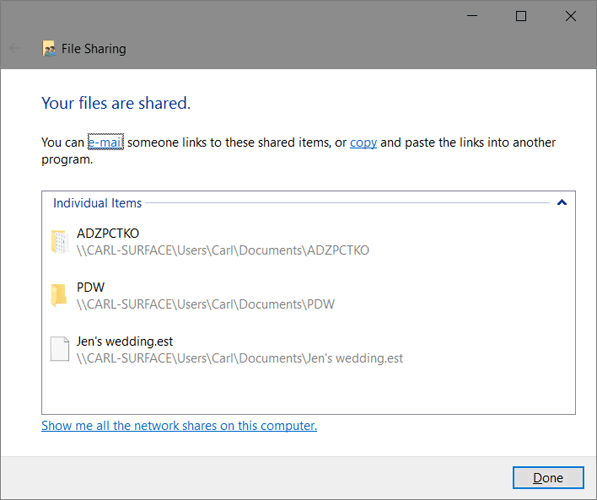 File Sharing
Your files are shared.
You can e-mail someone links to these shared items, or copy and paste the links into another
program.
Individual Items
ADZPCTKO
\\CARL-SURFACE\Users\Carl\Documents\ADZPCTKO
PDW
\\CARL-SURFACE\Users\Carl\Documents\PDW
Jen's wedding.est
\\CARL-SURFACE\Users\Carl\Documents\Jen's wedding.est
Show me all the network shares on this computer.
Done